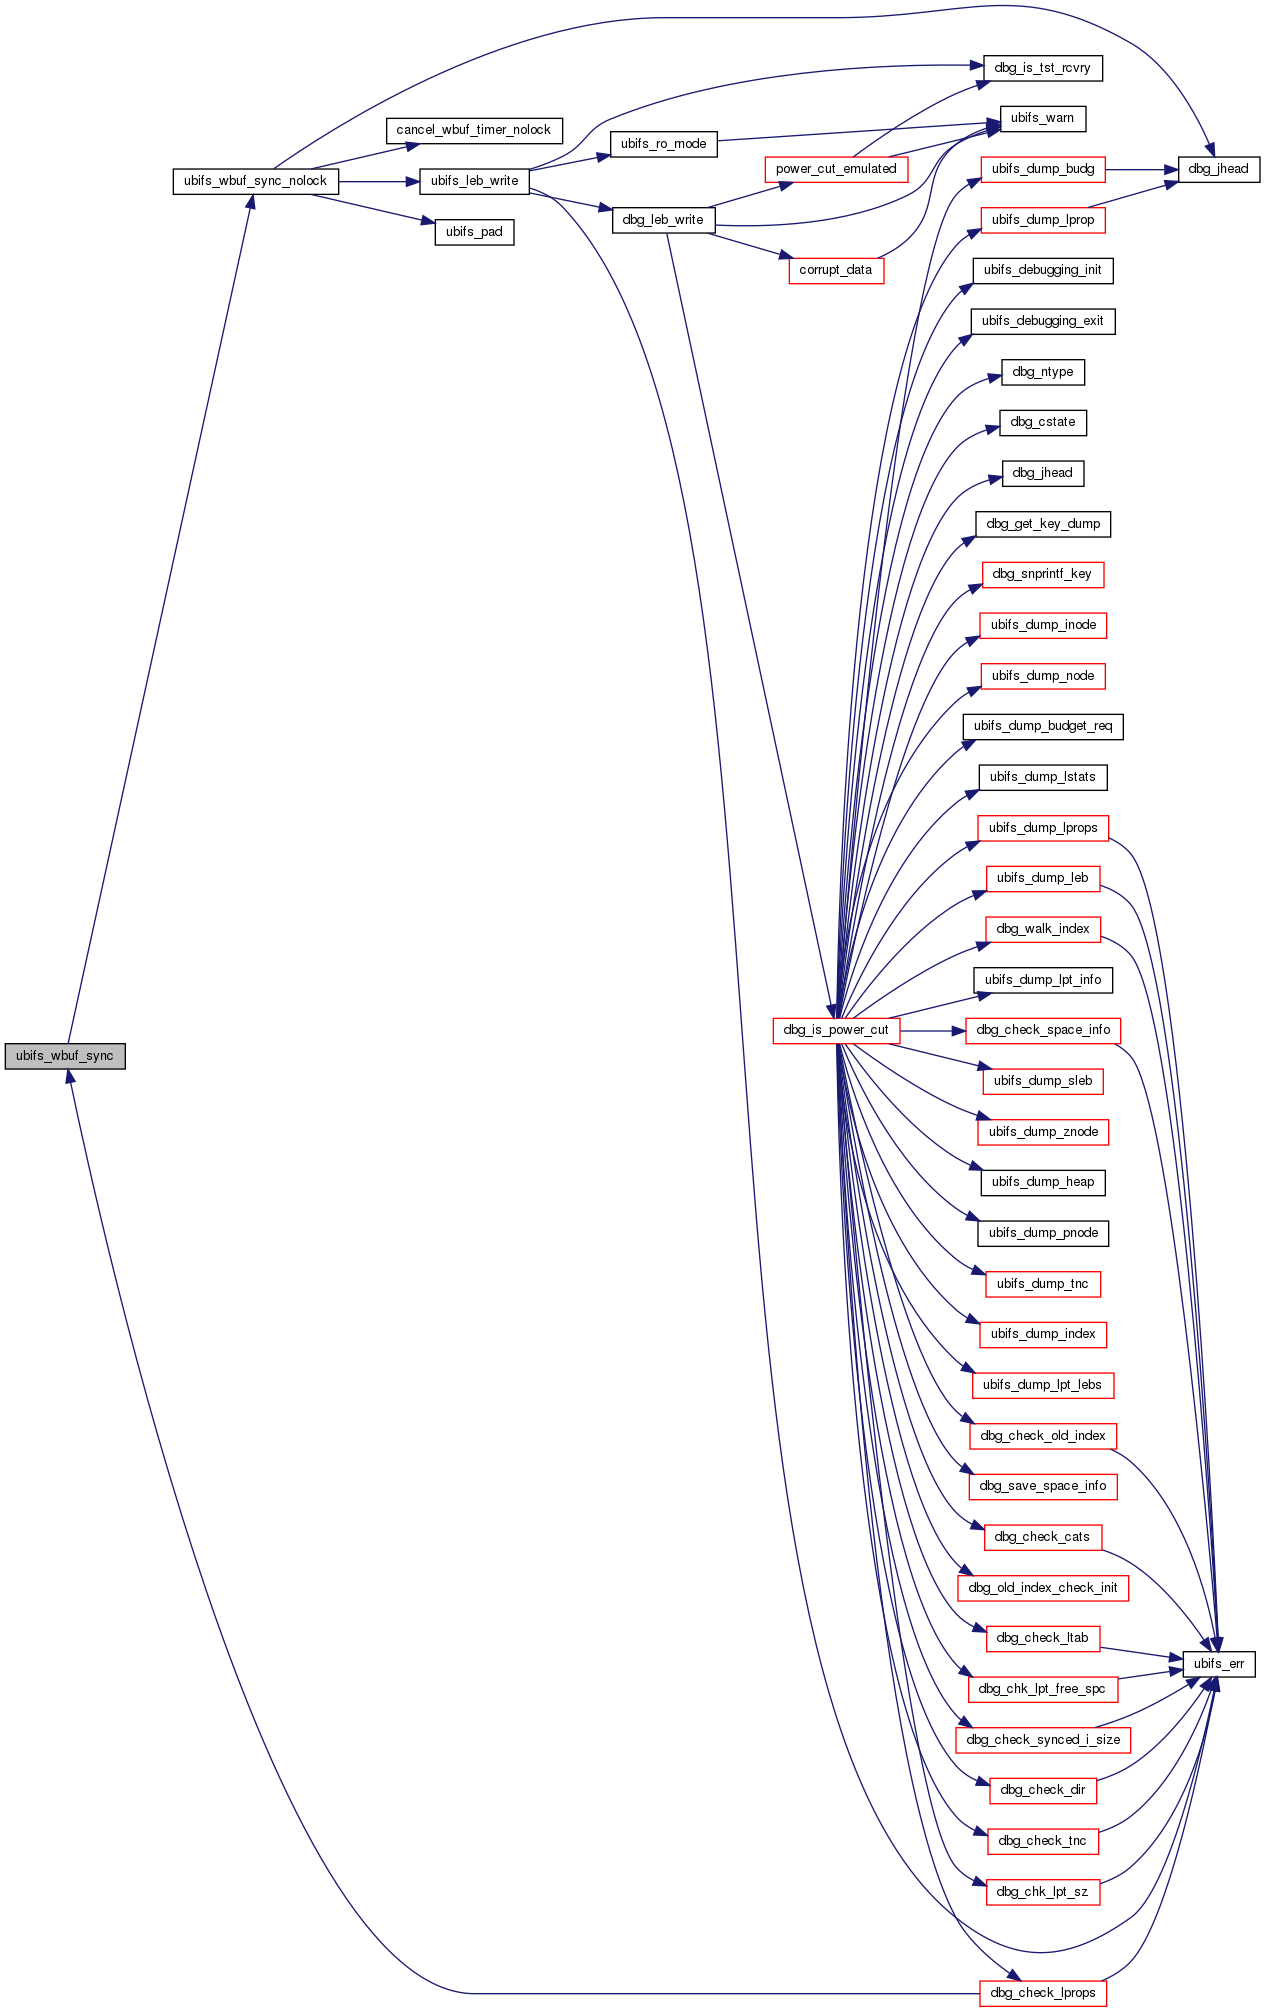 dbg_is_tst_rcvry
ubifs_warn
cancel_wbuf_timer_nolock
ubifs_ro_mode
power_cut_emulated
ubifs_dump_budg
dbg_jhead
ubifs_wbuf_sync_nolock
ubifs_leb_write
dbg_leb_write
ubifs_dump_lprop
ubifs_pad
corrupt_data
ubifs_debugging_init
ubifs_debugging_exit
dbg_ntype
dbg_cstate
dbg_jhead
dbg_get_key_dump
dbg_snprintf_key
ubifs_dump_inode
ubifs_dump_node
ubifs_dump_budget_req
ubifs_dump_lstats
ubifs_dump_lprops
ubifs_dump_leb
dbg_walk_index
ubifs_dump_lpt_info
dbg_is_power_cut
dbg_check_space_info
ubifs_wbuf_sync
ubifs_dump_sleb
ubifs_dump_znode
ubifs_dump_heap
ubifs_dump_pnode
ubifs_dump_tnc
ubifs_dump_index
ubifs_dump_lpt_lebs
dbg_check_old_index
dbg_save_space_info
dbg_check_cats
dbg_old_index_check_init
dbg_check_ltab
ubifs_err
dbg_chk_lpt_free_spc
dbg_check_synced_i_size
dbg_check_dir
dbg_check_tnc
dbg_chk_lpt_sz
dbg_check_lprops